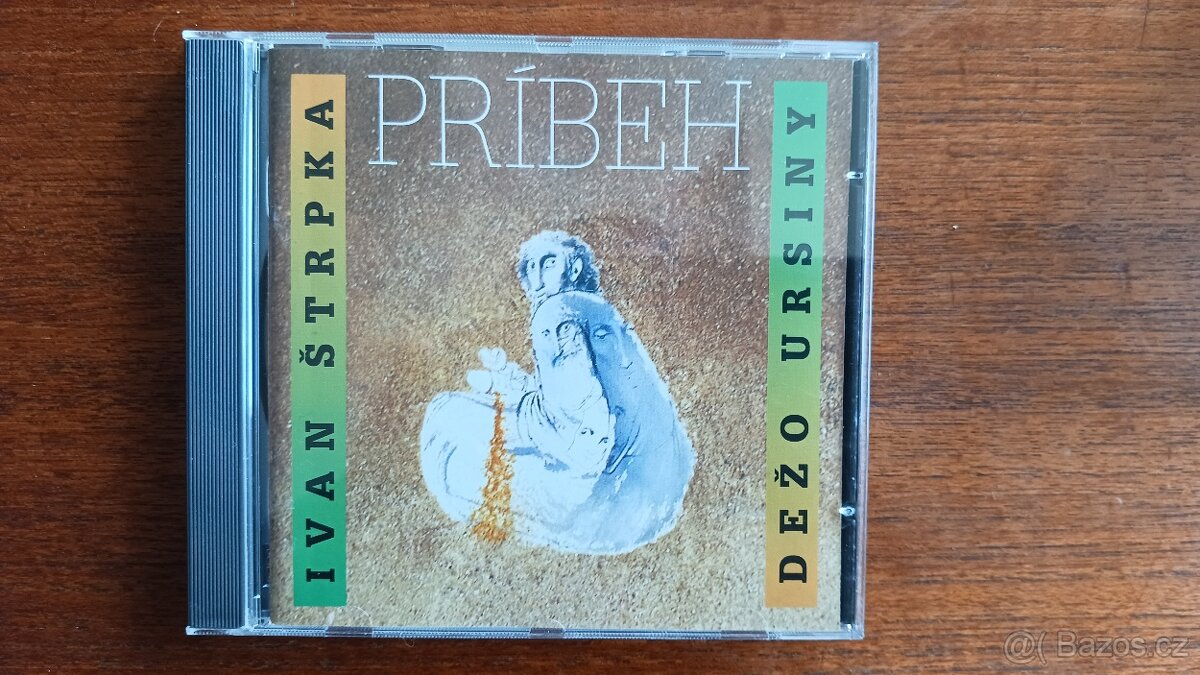 PRÍBEH
IVAN ŠTRPKA
DEŽO URSINY
@( Bazos.cz